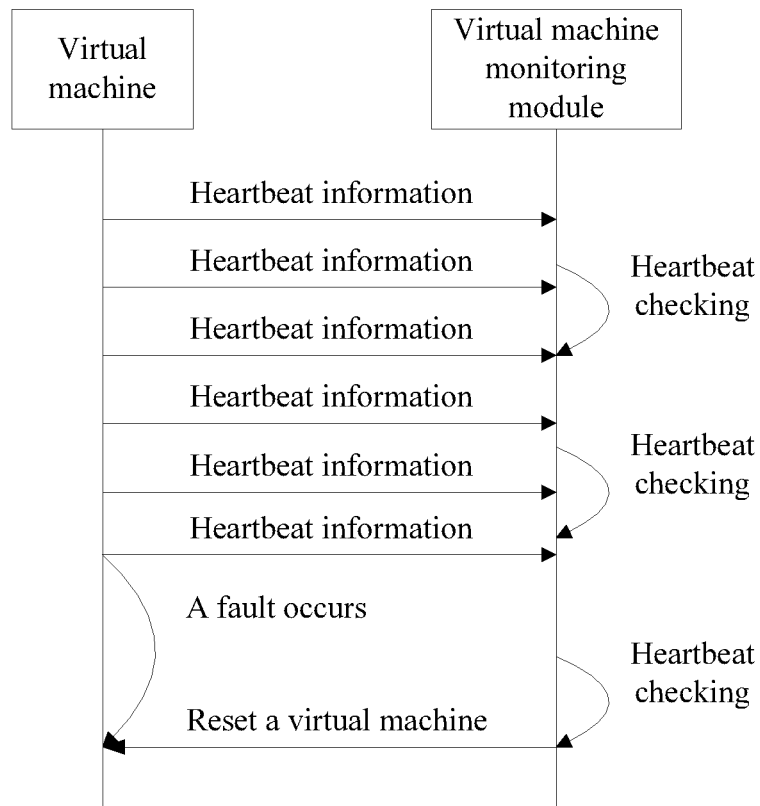 Virtual
machine
Virtual machine
monitoring
module
Heartbeat information
Heartbeat information
Heartbeat
checking
Heartbeat information
Heartbeat information
Heartbeat
checking
Heartbeat information
Heartbeat information
A fault occurs
Heartbeat
checking
Reset a virtual machine